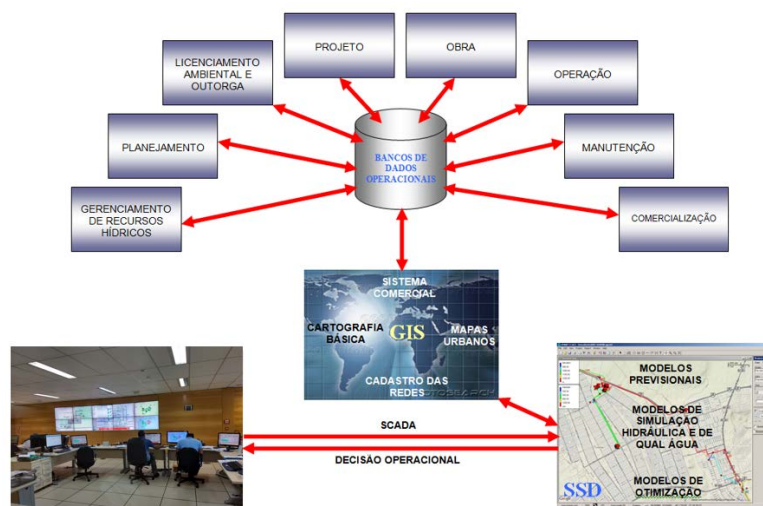 PROJETO
OBRA
LICENCIAMENTO
AMBIENTAL E
OUTORGA
OPERAÇÃO
PLANEJAMENTO
BANCOS DE
DADOS
OPERACIONAIS
MANUTENÇÃO
GERENCIAMENTO
DE RECURSOS
HÍDRICOS
COMERCIALIZAÇÃO
SISTEMA
COMERCIAL
CARTOGRAFIA
BÁSICA
GIS
MAPAS
URBANOS
CADASTRO DAS
REDES
SCADA
DECISÃO OPERACIONAL
MODELOS
PREVISIONAIS
MODELOS DE
SIMULAÇÃO
HIDRÁULICA E DE
QUAL ÁGUA
SSD
MODELOS DE
OTIMIZAÇÃO